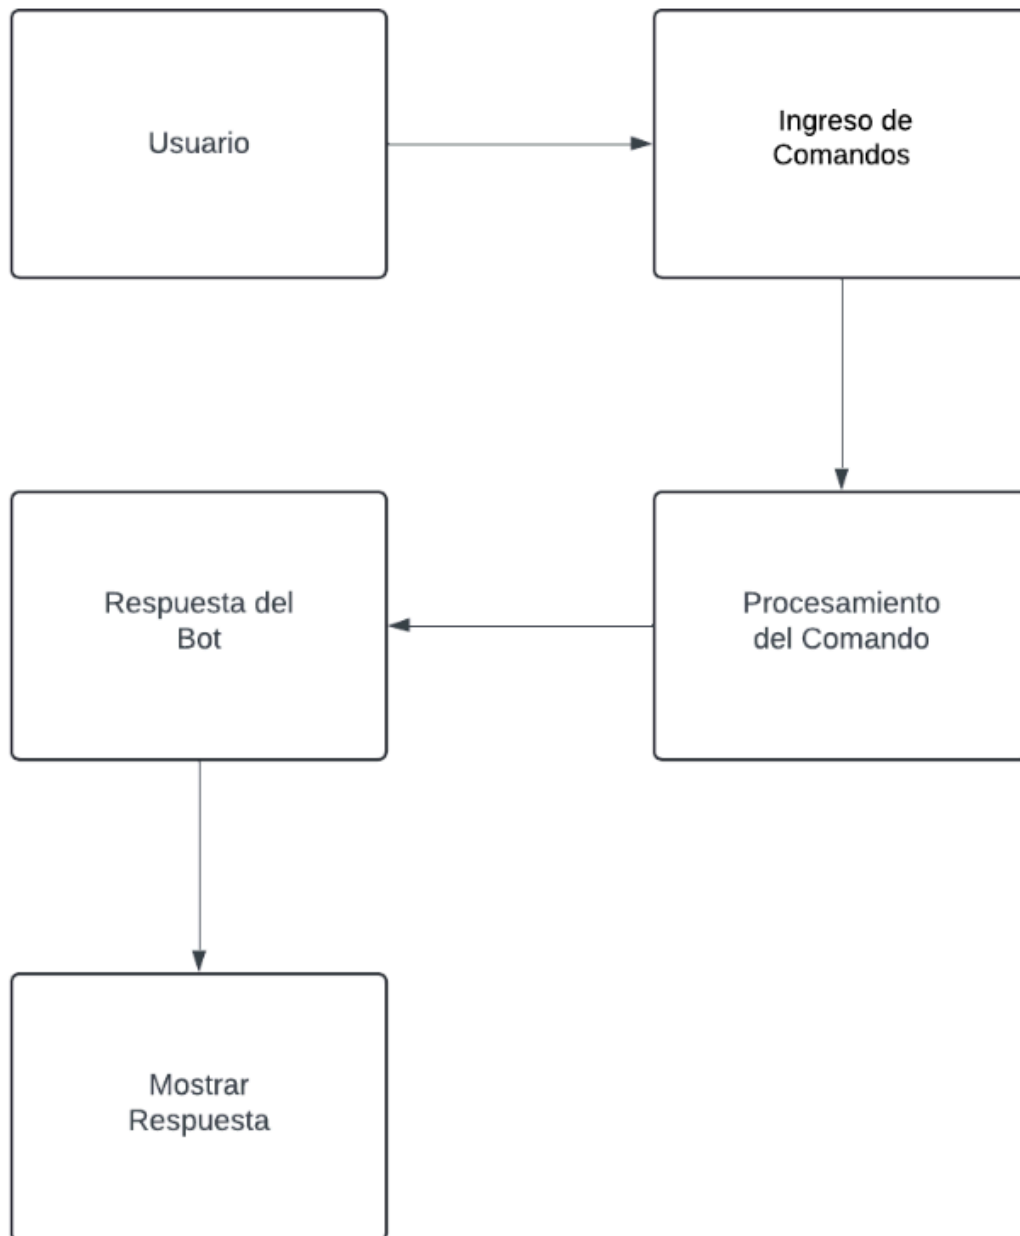 Usuario
Ingreso de
Comandos
Respuesta del
Bot
Procesamiento
del Comando
Mostrar
Respuesta